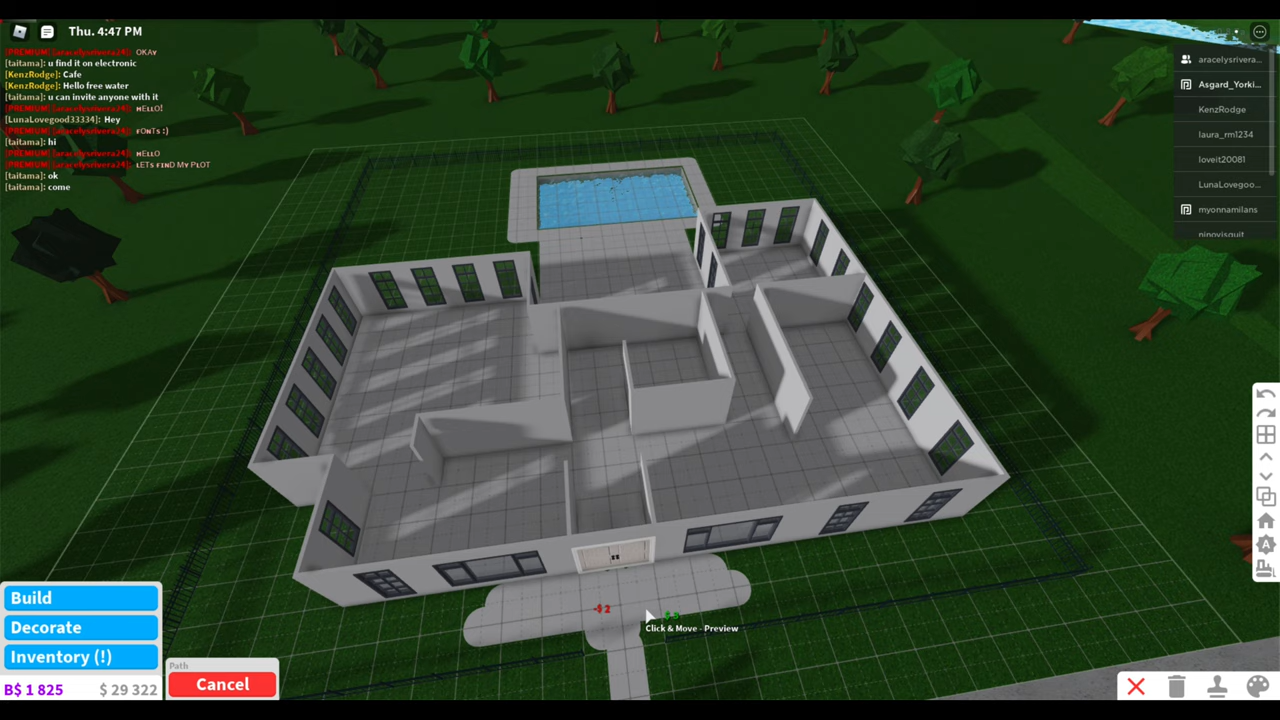 Thu. 4:47 PM
[PREMIUM] [aracelysrivera24]: OKAY
[taitama]: u find it on electronic
[KenzRodge]: Cafe
[KenzRodge]: Hello free water
[taitama]: u can invite anyone with it
[PREMIUM] [aracelysrivera24]: HELLO!
[LunaLovegood33334]: Hey
[PREMIUM] [aracelysrivera24]: FONTS :)
[taitama]: hi
[PREMIUM] [aracelysrivera24]: HELLO
[PREMIUM] [aracelysrivera24]: LETS FIND MY PLOT
[taitama]: ok
[taitama]: come
aracelysrivera...
Asgard_Yorki...
KenzRodge
laura_rm1234
loveit20081
LunaLovegoo...
myonnamilans
ninovisquit
-$ 2
Click & Move - Preview
Build
Decorate
Inventory (!)
B$ 1 825
$ 29 322
Path
Cancel